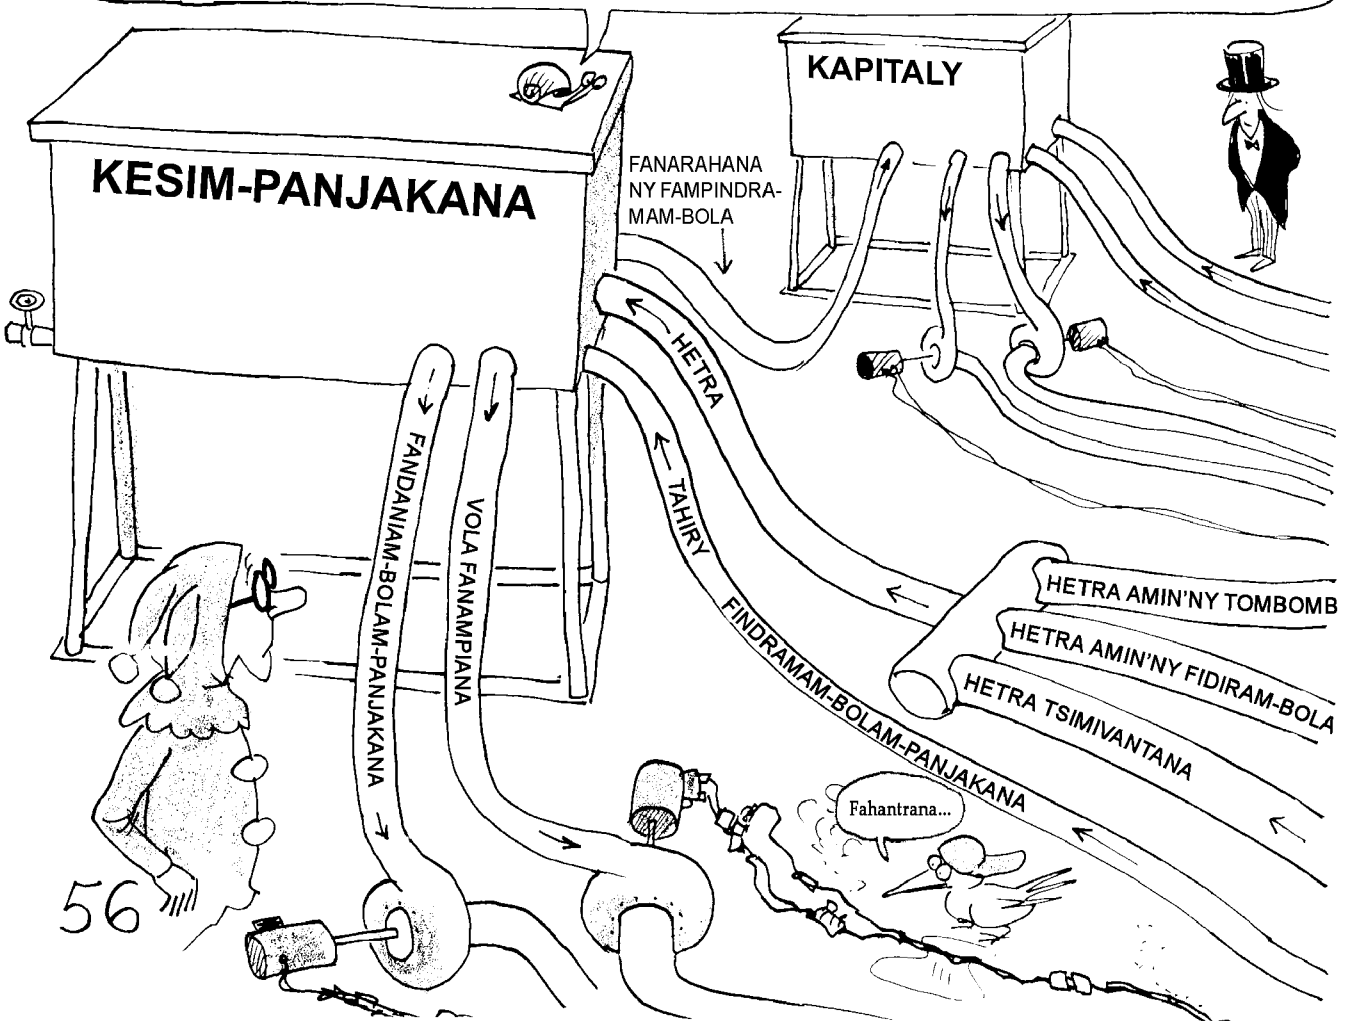 KAPITALY
KESIM-PANJAKANA
FANARAHANA
NY FAMPINDRA-
MAM-BOLA
HETRA
TAHIRY
FANDANIAM-BOLAM-PANJAKANA
VOLA FANAMPIANA
FINDRAMAM-BOLAM-PANJAKANA
HETRA AMIN'NY TOMBOMB
HETRA AMIN'NY FIDIRAM-BOLA
HETRA TSIMIVANTANA
Fahantrana...
56